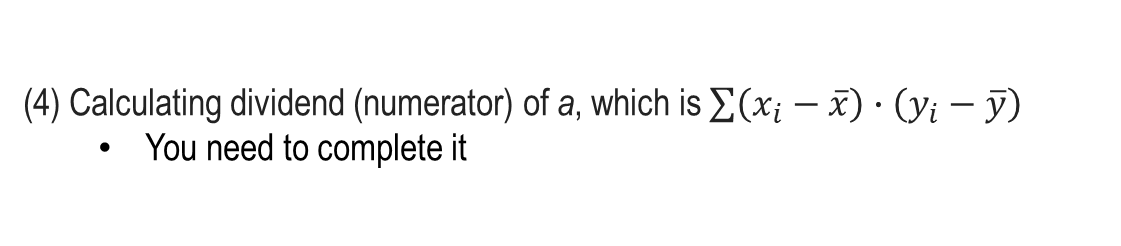 (4) Calculating dividend (numerator) of a, which is ∑(xᵢ − x̄) · (yᵢ − ȳ)
• You need to complete it